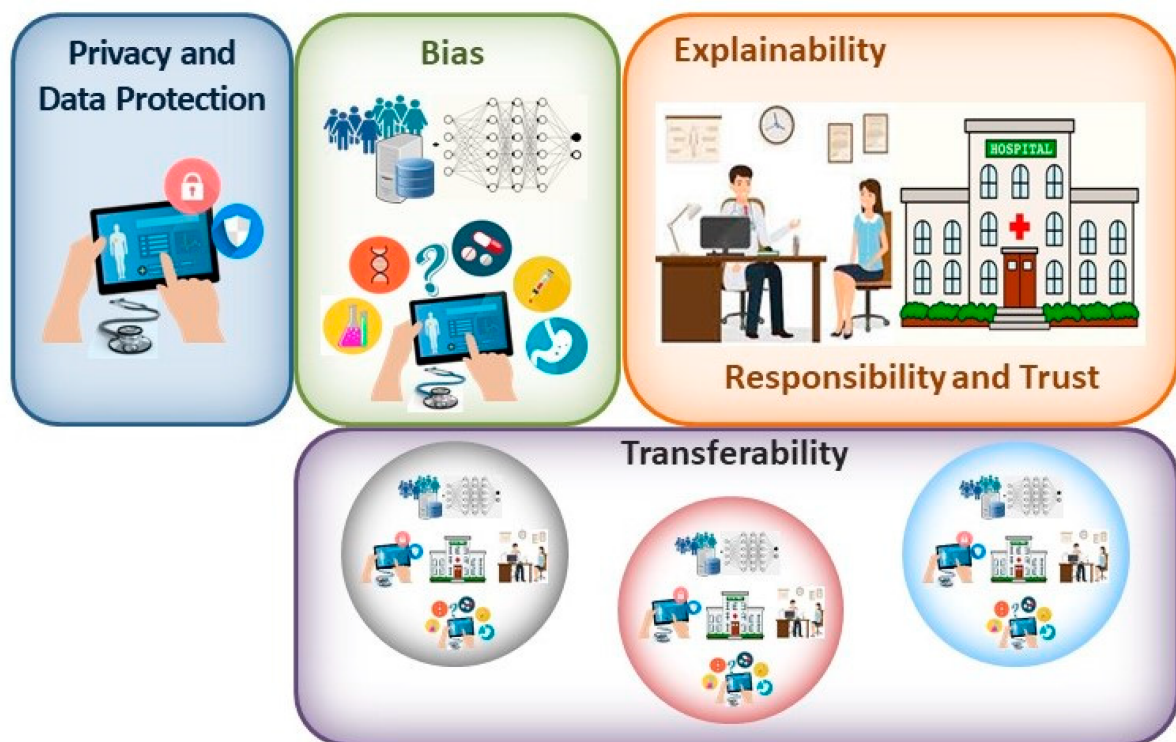 Privacy and
Data Protection
Bias
Explainability
HOSPITAL
Responsibility and Trust
Transferability